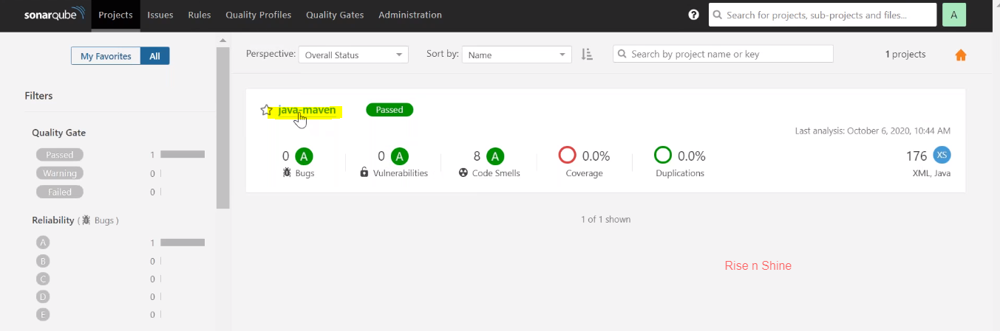 sonarqube Projects Issues Rules Quality Profiles Quality Gates Administration ? Search for projects, sub-projects and files... A
My Favorites All
Perspective: Overall Status Sort by: Name Search by project name or key 1 projects
Filters
Quality Gate
Passed 1
Warning 0
Failed 0
Reliability ( Bugs )
A 1
B 0
C 0
D 0
E 0
java-maven Passed
Last analysis: October 6, 2020, 10:44 AM
0 A 0 A 8 A 0.0% 0.0% 176 XS
Bugs Vulnerabilities Code Smells Coverage Duplications XML, Java
1 of 1 shown
Rise n Shine